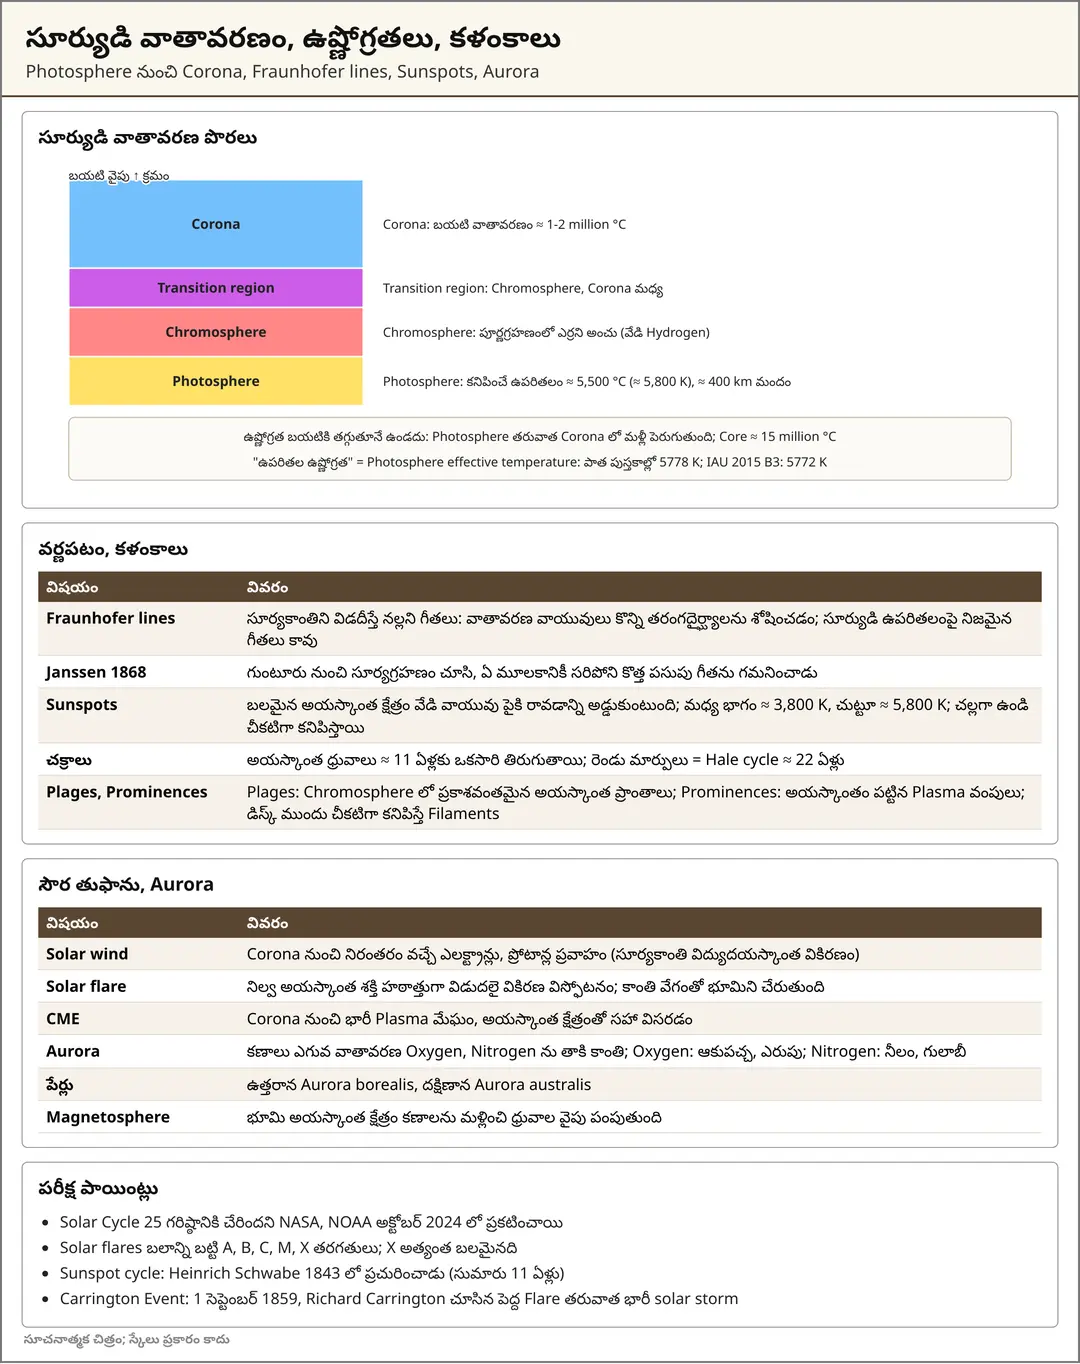 సూర్యుడి వాతావరణం, ఉష్ణోగ్రతలు, కళంకాలు
Photosphere నుంచి Corona, Fraunhofer lines, Sunspots, Aurora
సూర్యుడి వాతావరణ పొరలు
బయటి వైపు ↑ క్రమం
Corona
Corona: బయటి వాతావరణం ≈ 1-2 million °C
Transition region
Transition region: Chromosphere, Corona మధ్య
Chromosphere
Chromosphere: పూర్ణగ్రహణంలో ఎర్రని అంచు (వేడి Hydrogen)
Photosphere
Photosphere: కనిపించే ఉపరితలం ≈ 5,500 °C (≈ 5,800 K), ≈ 400 km మందం
ఉష్ణోగ్రత బయటికి తగ్గుతూనే ఉండదు: Photosphere తరువాత Corona లో మళ్లీ పెరుగుతుంది; Core ≈ 15 million °C
"ఉపరితల ఉష్ణోగ్రత" = Photosphere effective temperature: పాత పుస్తకాల్లో 5778 K; IAU 2015 B3: 5772 K
వర్ణపటం, కళంకాలు
విషయం వివరం
Fraunhofer lines సూర్యకాంతిని విడదీస్తే నల్లని గీతలు: వాతావరణ వాయువులు కొన్ని తరంగదైర్ఘ్యాలను శోషించడం; సూర్యుడి ఉపరితలంపై నిజమైన
గీతలు కావు
Janssen 1868 గుంటూరు నుంచి సూర్యగ్రహణం చూసి, ఏ మూలకానికీ సరిపోని కొత్త పసుపు గీతను గమనించాడు
Sunspots బలమైన అయస్కాంత క్షేత్రం వేడి వాయువు పైకి రావడాన్ని అడ్డుకుంటుంది; మధ్య భాగం ≈ 3,800 K, చుట్టూ ≈ 5,800 K; చల్లగా ఉండి
చీకటిగా కనిపిస్తాయి
చక్రాలు అయస్కాంత ధ్రువాలు ≈ 11 ఏళ్లకు ఒకసారి తిరుగుతాయి; రెండు మార్పులు = Hale cycle ≈ 22 ఏళ్లు
Plages, Prominences Plages: Chromosphere లో ప్రకాశవంతమైన అయస్కాంత ప్రాంతాలు; Prominences: అయస్కాంతం పట్టిన Plasma వంపులు;
డిస్క్ ముందు చీకటిగా కనిపిస్తే Filaments
సౌర తుఫాను, Aurora
విషయం వివరం
Solar wind Corona నుంచి నిరంతరం వచ్చే ఎలక్ట్రాన్లు, ప్రోటాన్ల ప్రవాహం (సూర్యకాంతి విద్యుదయస్కాంత వికిరణం)
Solar flare నిల్వ అయస్కాంత శక్తి హఠాత్తుగా విడుదలై వికిరణ విస్ఫోటనం; కాంతి వేగంతో భూమిని చేరుతుంది
CME Corona నుంచి భారీ Plasma మేఘం, అయస్కాంత క్షేత్రంతో సహా విసరడం
Aurora కణాలు ఎగువ వాతావరణ Oxygen, Nitrogen ను తాకి కాంతి; Oxygen: ఆకుపచ్చ, ఎరుపు; Nitrogen: నీలం, గులాబీ
పేర్లు ఉత్తరాన Aurora borealis, దక్షిణాన Aurora australis
Magnetosphere భూమి అయస్కాంత క్షేత్రం కణాలను మళ్లించి ధ్రువాల వైపు పంపుతుంది
పరీక్ష పాయింట్లు
• Solar Cycle 25 గరిష్ఠానికి చేరిందని NASA, NOAA అక్టోబర్ 2024 లో ప్రకటించాయి
• Solar flares బలాన్ని బట్టి A, B, C, M, X తరగతులు; X అత్యంత బలమైనది
• Sunspot cycle: Heinrich Schwabe 1843 లో ప్రచురించాడు (సుమారు 11 ఏళ్లు)
• Carrington Event: 1 సెప్టెంబర్ 1859, Richard Carrington చూసిన పెద్ద Flare తరువాత భారీ solar storm
సూచనాత్మక చిత్రం; స్కేలు ప్రకారం కాదు